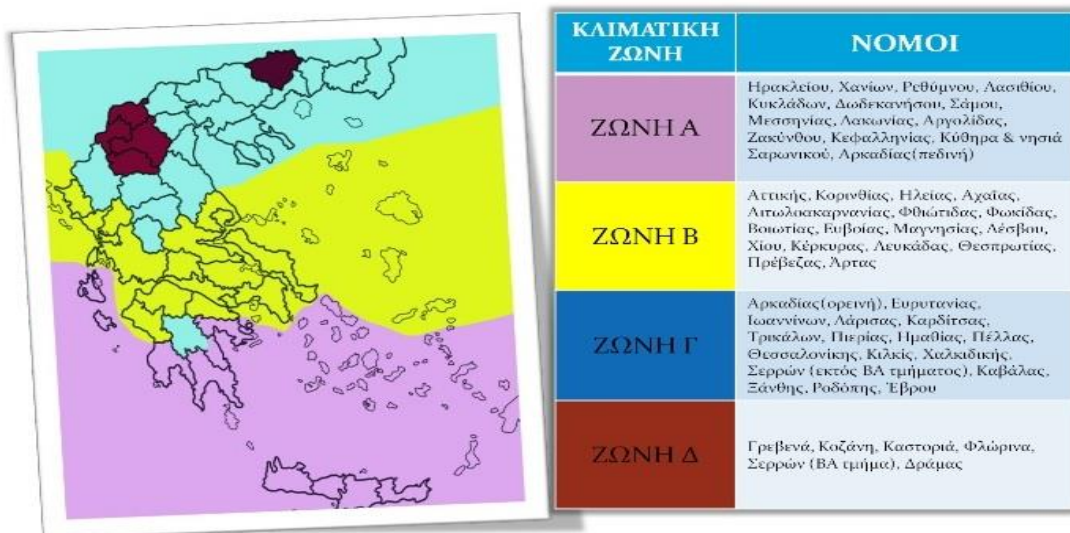 ΚΛΙΜΑΤΙΚΗ
ΖΩΝΗ
ΝΟΜΟΙ
ΖΩΝΗ Α
Ηρακλείου, Χανίων, Ρεθύμνου, Λασιθίου,
Κυκλάδων, Δωδεκανήσου, Σάμου,
Μεσσηνίας, Λακωνίας, Αργολίδας,
Ζακύνθου, Κεφαλληνίας, Κύθηρα & νησιά
Σαρωνικού, Αρκαδίας(πεδινή)
ΖΩΝΗ Β
Αττικής, Κορινθίας, Ηλείας, Αχαΐας,
Αιτωλοακαρνανίας, Φθιώτιδας, Φωκίδας,
Βοιωτίας, Ευβοίας, Μαγνησίας, Λέσβου,
Χίου, Κέρκυρας, Λευκάδας, Θεσπρωτίας,
Πρέβεζας, Άρτας
ΖΩΝΗ Γ
Αρκαδίας(ορεινή), Ευρυτανίας,
Ιωαννίνων, Λάρισας, Καρδίτσας,
Τρικάλων, Πιερίας, Ημαθίας, Πέλλας,
Θεσσαλονίκης, Κιλκίς, Χαλκιδικής,
Σερρών (εκτός ΒΑ τμήματος), Καβάλας,
Ξάνθης, Ροδόπης, Έβρου
ΖΩΝΗ Δ
Γρεβενά, Κοζάνη, Καστοριά, Φλώρινα,
Σερρών (ΒΑ τμήμα), Δράμας